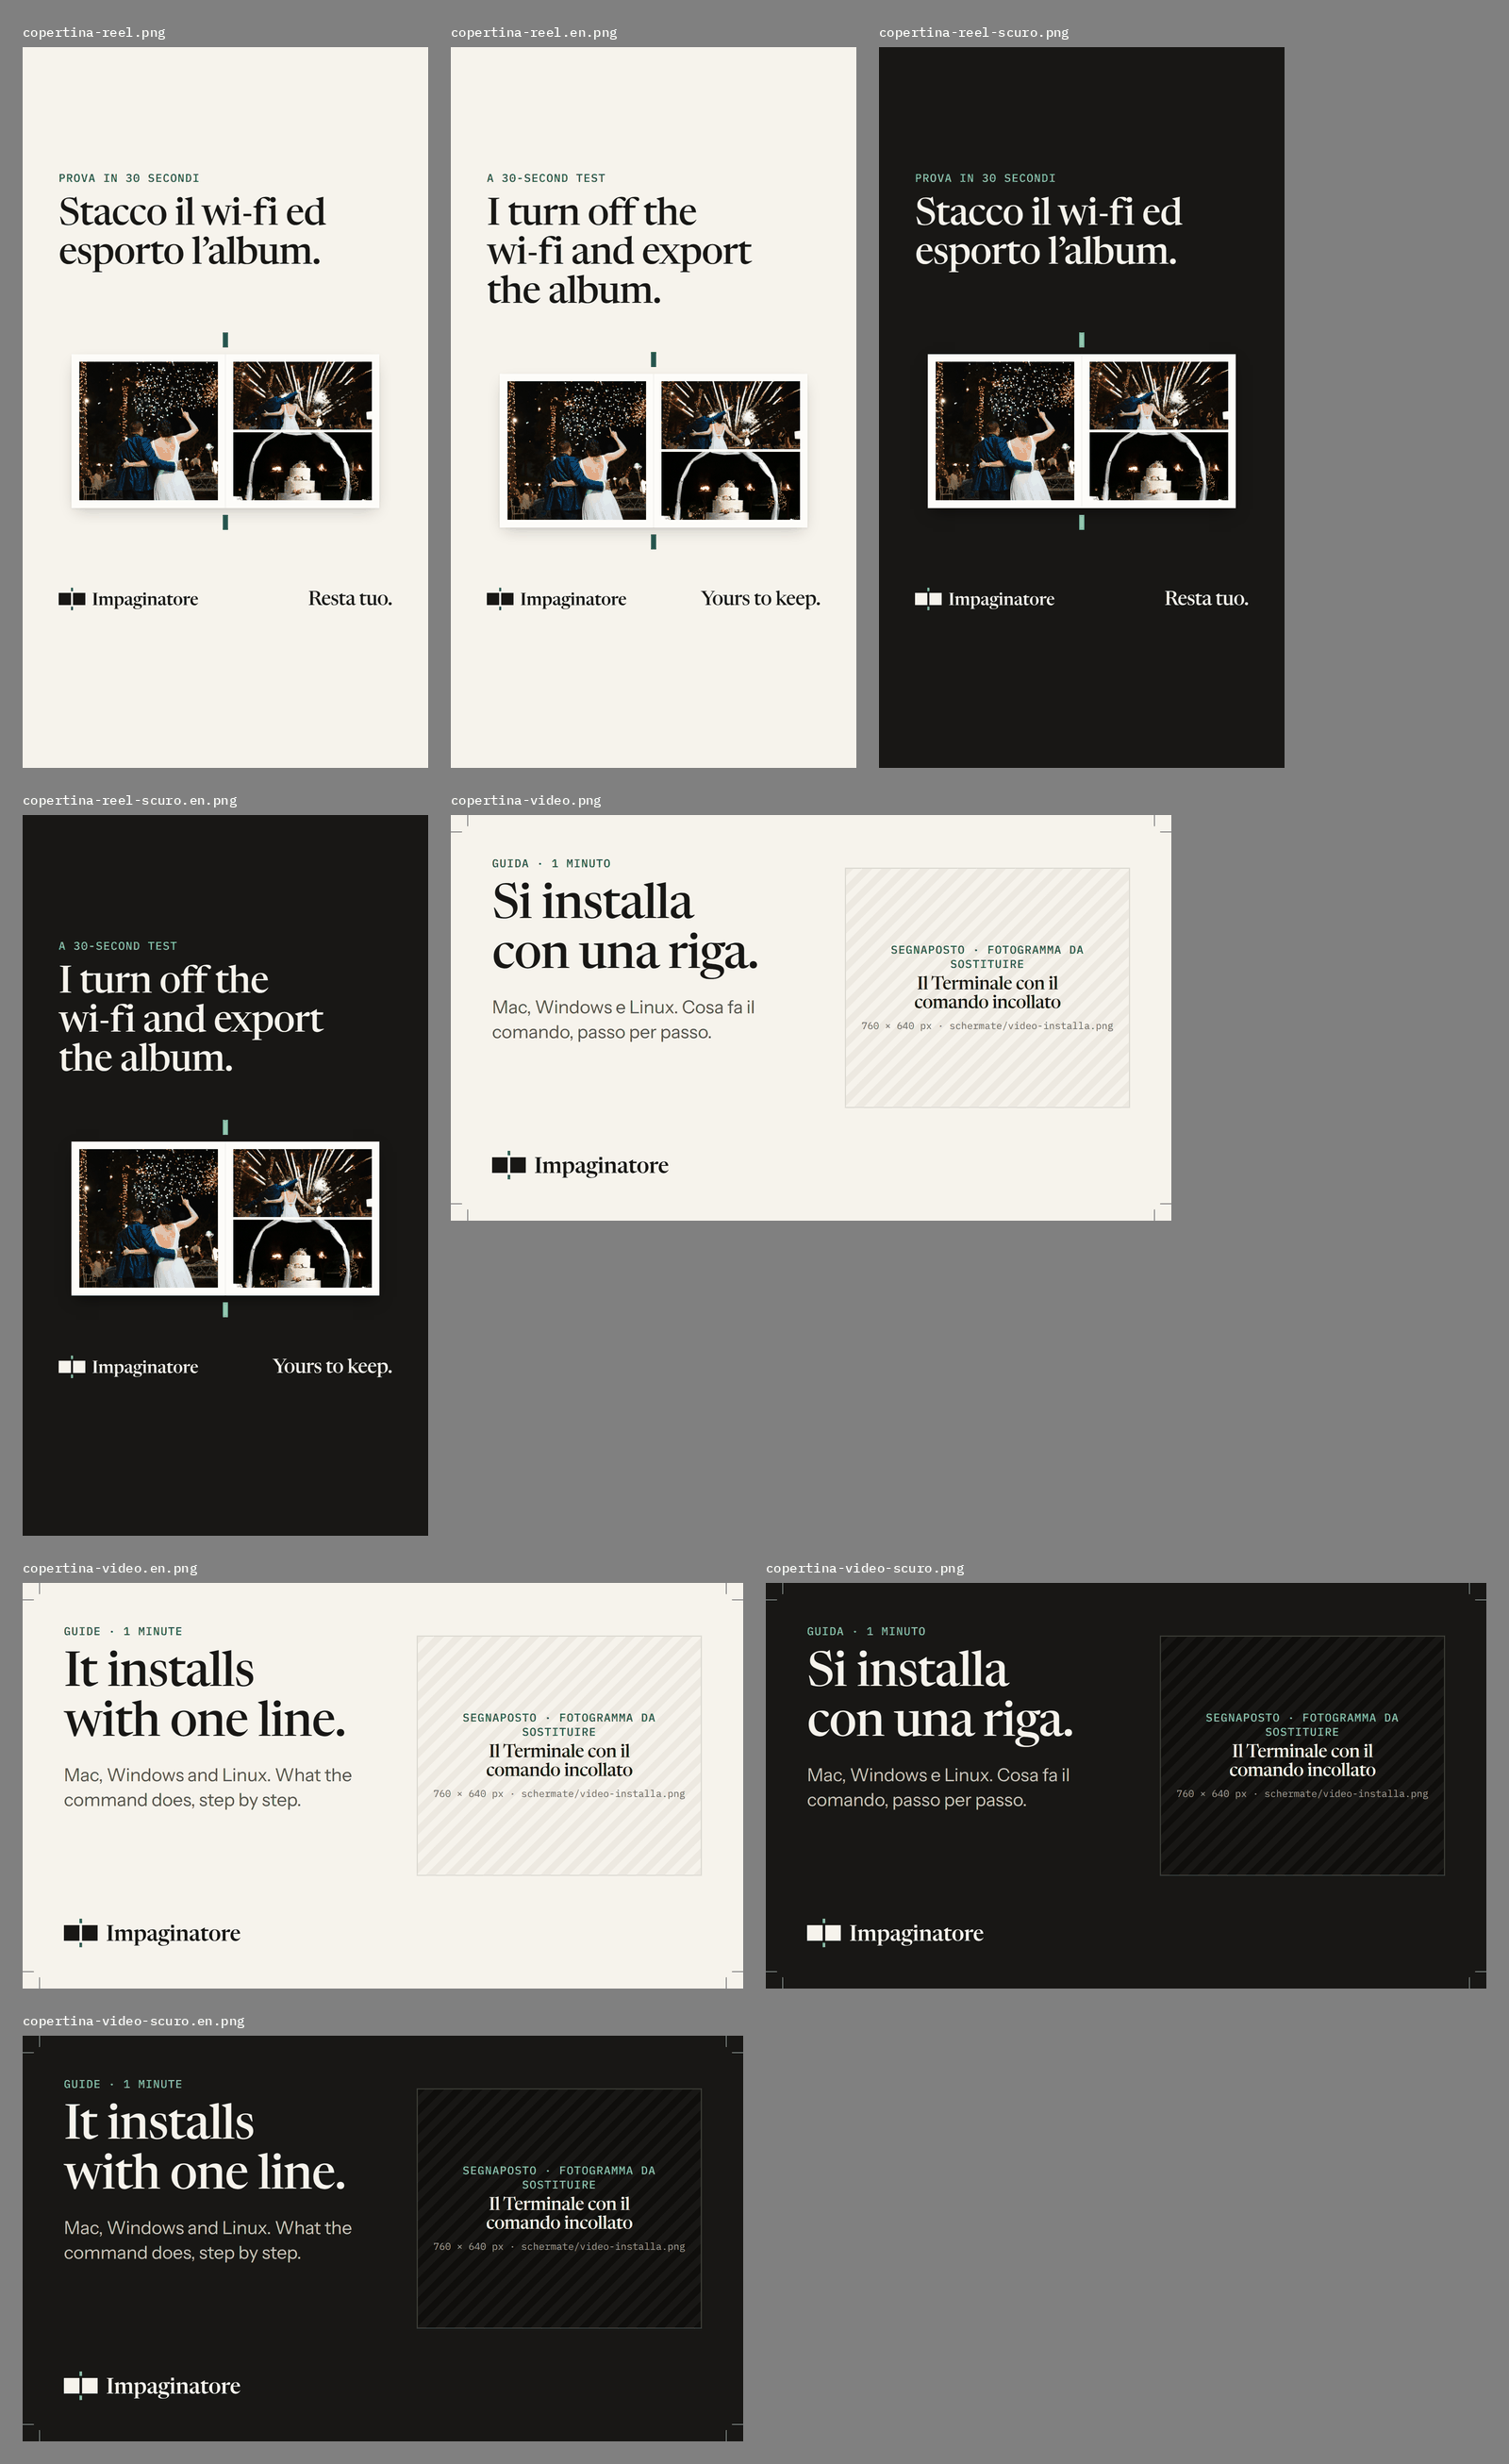 copertina-reel.png
PROVA IN 30 SECONDI
Stacco il wi-fi ed
esporto l’album.
Impaginatore
Resta tuo.
copertina-reel.en.png
A 30-SECOND TEST
I turn off the
wi-fi and export
the album.
Impaginatore
Yours to keep.
copertina-reel-scuro.png
PROVA IN 30 SECONDI
Stacco il wi-fi ed
esporto l’album.
Impaginatore
Resta tuo.
copertina-reel-scuro.en.png
A 30-SECOND TEST
I turn off the
wi-fi and export
the album.
Impaginatore
Yours to keep.
copertina-video.png
GUIDA · 1 MINUTO
Si installa
con una riga.
Mac, Windows e Linux. Cosa fa il
comando, passo per passo.
Impaginatore
SEGNAPOSTO · FOTOGRAMMA DA
SOSTITUIRE
Il Terminale con il
comando incollato
760 × 640 px · schermate/video-installa.png
copertina-video.en.png
GUIDE · 1 MINUTE
It installs
with one line.
Mac, Windows and Linux. What the
command does, step by step.
Impaginatore
SEGNAPOSTO · FOTOGRAMMA DA
SOSTITUIRE
Il Terminale con il
comando incollato
760 × 640 px · schermate/video-installa.png
copertina-video-scuro.png
GUIDA · 1 MINUTO
Si installa
con una riga.
Mac, Windows e Linux. Cosa fa il
comando, passo per passo.
Impaginatore
SEGNAPOSTO · FOTOGRAMMA DA
SOSTITUIRE
Il Terminale con il
comando incollato
760 × 640 px · schermate/video-installa.png
copertina-video-scuro.en.png
GUIDE · 1 MINUTE
It installs
with one line.
Mac, Windows and Linux. What the
command does, step by step.
Impaginatore
SEGNAPOSTO · FOTOGRAMMA DA
SOSTITUIRE
Il Terminale con il
comando incollato
760 × 640 px · schermate/video-installa.png